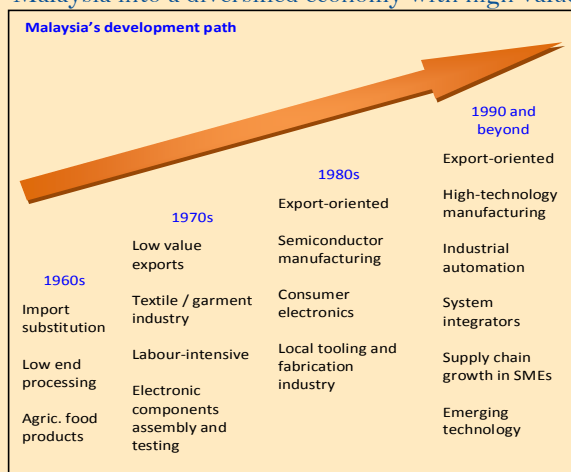 Malaysia into a diversified economy with high value
Malaysia's development path
1960s
Import
substitution
Low end
processing
Agric. food
products
1970s
Low value
exports
Textile / garment
industry
Labour-intensive
Electronic
components
assembly and
testing
1980s
Export-oriented
Semiconductor
manufacturing
Consumer
electronics
Local tooling and
fabrication
industry
1990 and
beyond
Export-oriented
High-technology
manufacturing
Industrial
automation
System
integrators
Supply chain
growth in SMEs
Emerging
technology